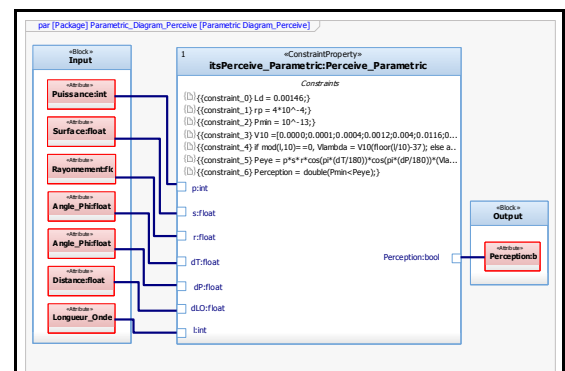 par [Package] Parametric_Diagram_Perceive [Parametric Diagram_Perceive]
«Block»
Input
«Attribute»
Puissance:int
«Attribute»
Surface:float
«Attribute»
Rayonnement:flo
«Attribute»
Angle_Phi:float
«Attribute»
Angle_Phi:float
«Attribute»
Distance:float
«Attribute»
Longueur_Onde
1
«ConstraintProperty»
itsPerceive_Parametric:Perceive_Parametric
Constraints
{{constraint_0} Ld = 0.00146;}
{{constraint_1} rp = 4*10^-4;}
{{constraint_2} Pmin = 10^-13;}
{{constraint_3} V10 =[0.0000;0.0001;0.0004;0.0012;0.004;0.0116;0...
{{constraint_4} if mod(l,10)==0, Vlambda = V10(floor(l/10)-37); else a..
{{constraint_5} Peye = p*s*r*cos(pi*(dT/180))*cos(pi*(dP/180))*(Vla...
{{constraint_6} Perception = double(Pmin<Peye);}
p:int
s:float
r:float
dT:float
dP:float
dLO:float
l:int
Perception:bool
«Block»
Output
«Attribute»
Perception:b